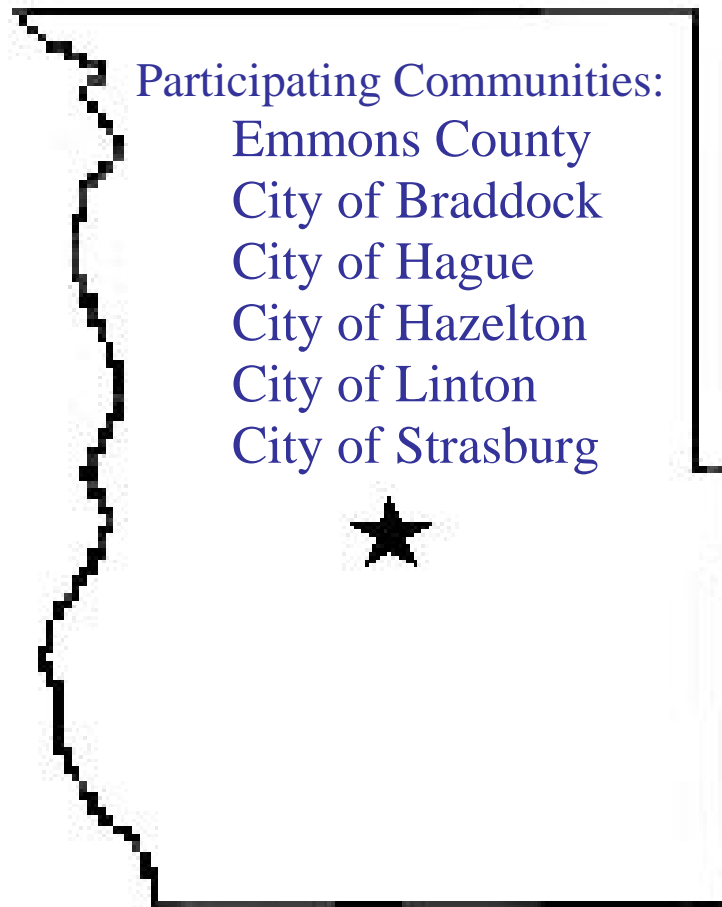 Participating Communities:
Emmons County
City of Braddock
City of Hague
City of Hazelton
City of Linton
City of Strasburg